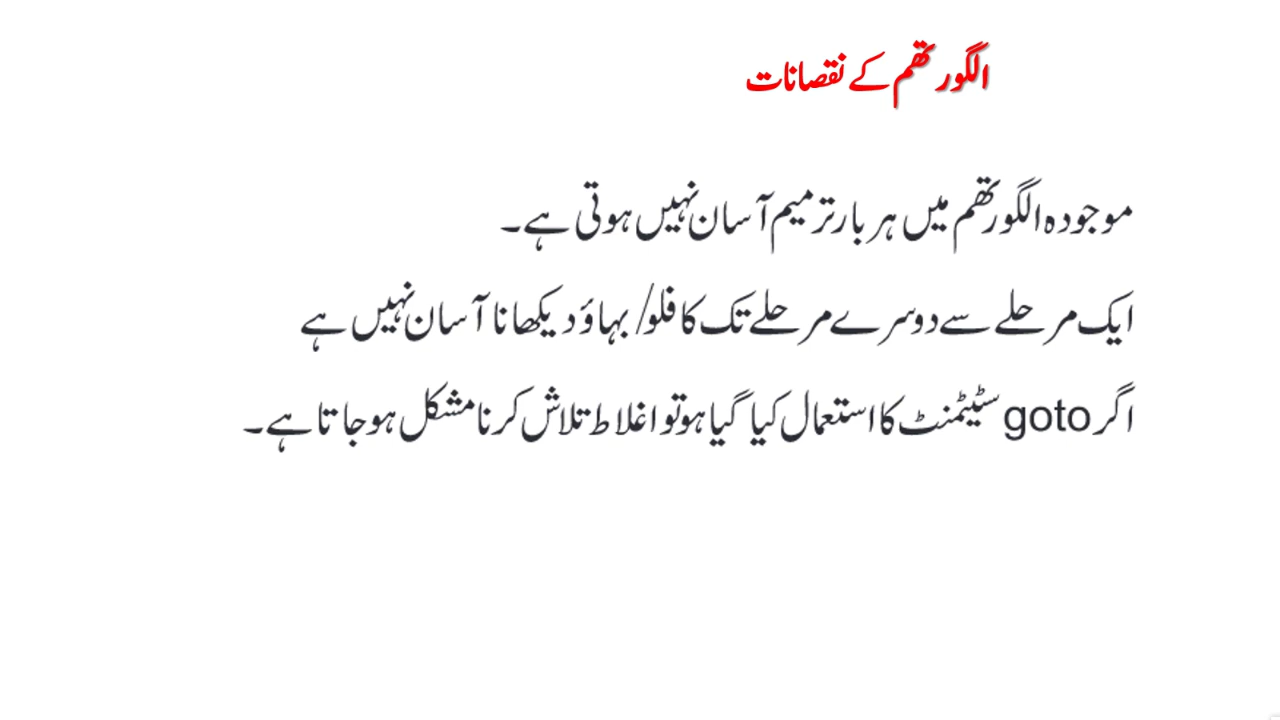 الگورتھم کے نقصانات
موجودہ الگورتھم میں ہر بار ترمیم آسان نہیں ہوتی ہے۔
ایک مرحلے سے دوسرے مرحلے تک کا فلو/ بہاؤ دیکھانا آسان نہیں ہے
اگر goto سٹیٹمنٹ کا استعمال کیا گیا ہو تو اغلاط تلاش کرنا مشکل ہو جاتا ہے۔